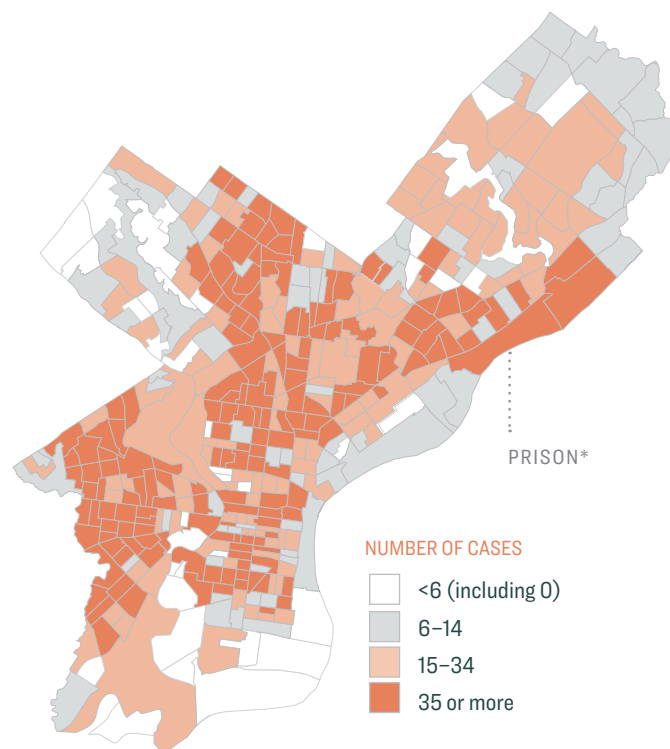 PRISON*
NUMBER OF CASES
<6 (including 0)
6–14
15–34
35 or more